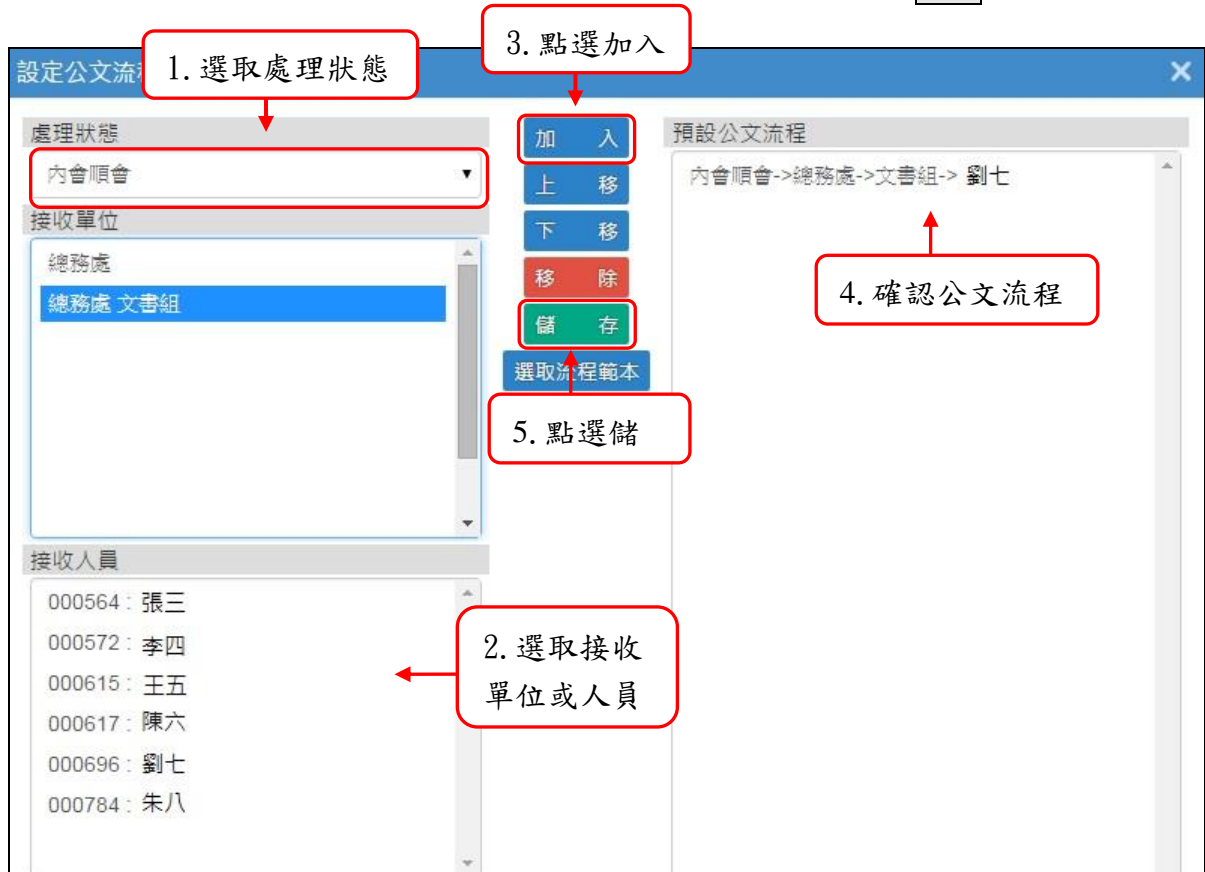 3.點選加入
1.選取處理狀態
設定公文流
處理狀態
內會順會
接收單位
總務處
總務處 文書組
接收人員
000564 : 張三
000572 : 李四
000615 : 王五
000617 : 陳六
000696 : 劉七
000784 : 朱八
2.選取接收
單位或人員
加 入
上 移
下 移
移 除
儲 存
選取流程範本
5.點選儲
預設公文流程
內會順會->總務處->文書組-> 劉七
4.確認公文流程